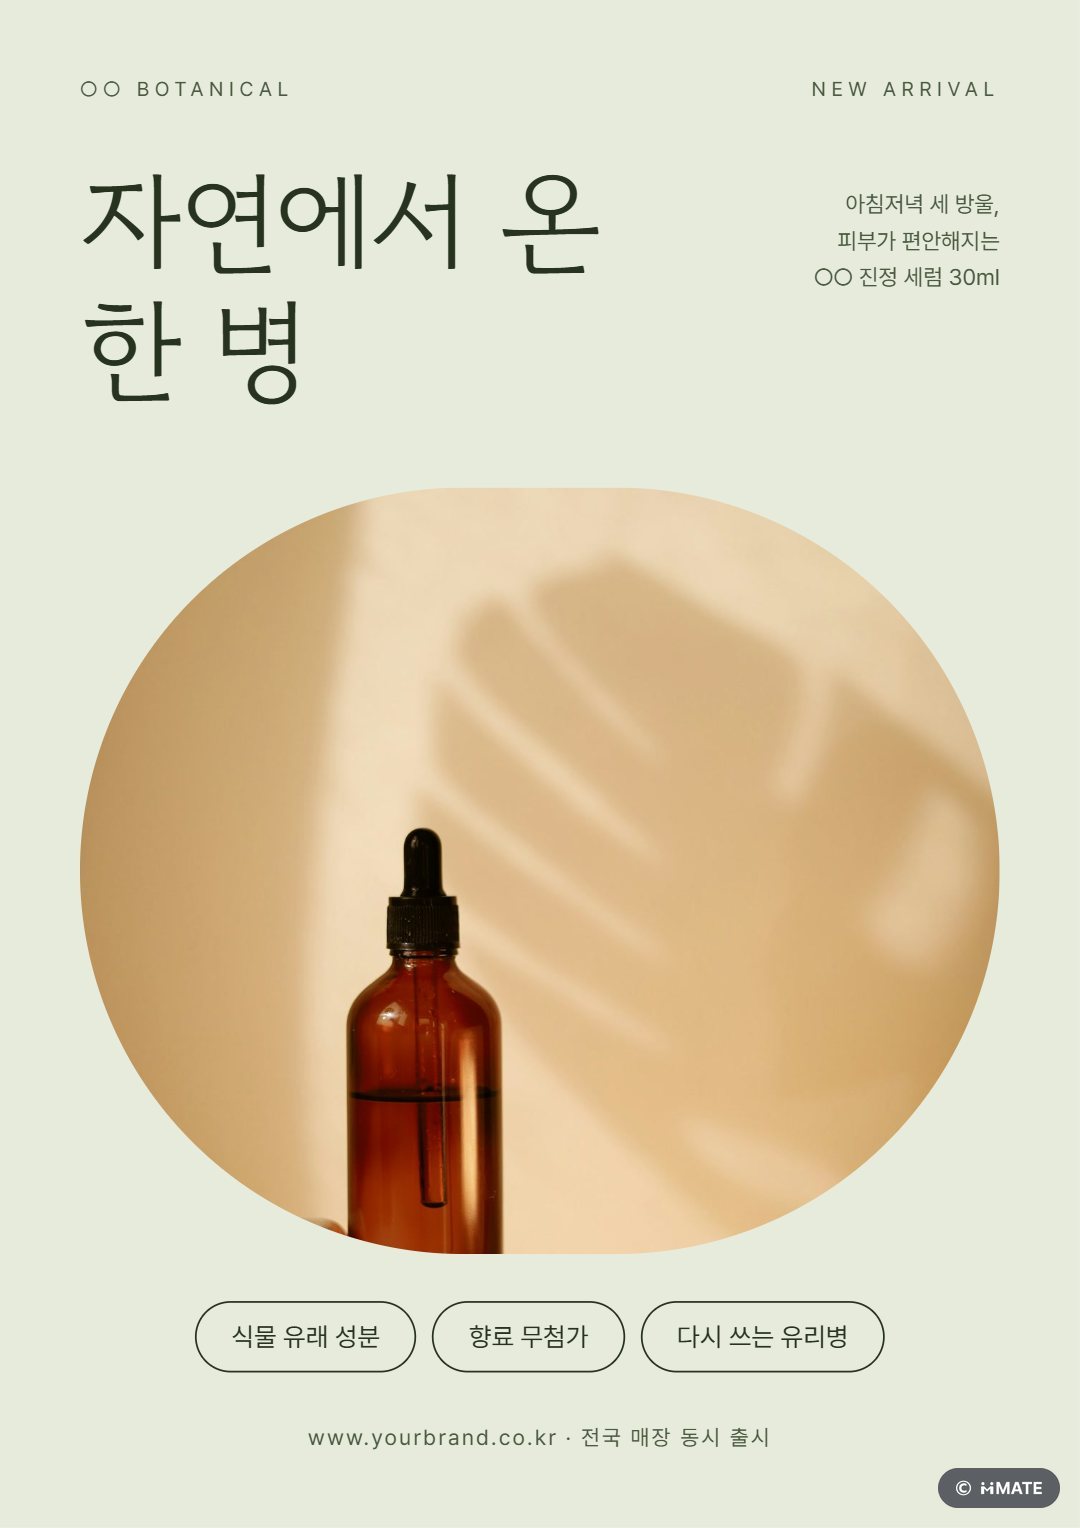 ○○ BOTANICAL
NEW ARRIVAL
자연에서 온
한 병
아침저녁 세 방울,
피부가 편안해지는
○○ 진정 세럼 30ml
식물 유래 성분
향료 무첨가
다시 쓰는 유리병
www.yourbrand.co.kr · 전국 매장 동시 출시
© MMATE